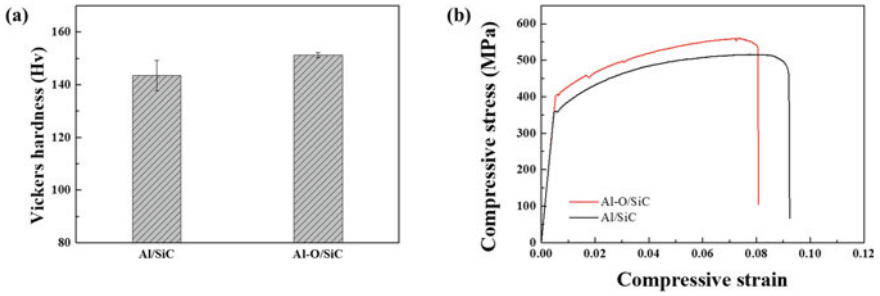 (a)
Vickers hardness (Hv)
160
140
120
100
80
Al/SiC
Al-O/SiC
(b)
Compressive stress (MPa)
600
500
400
300
200
100
0
Al-O/SiC
Al/SiC
0.00
0.02
0.04
0.06
0.08
0.10
0.12
Compressive strain